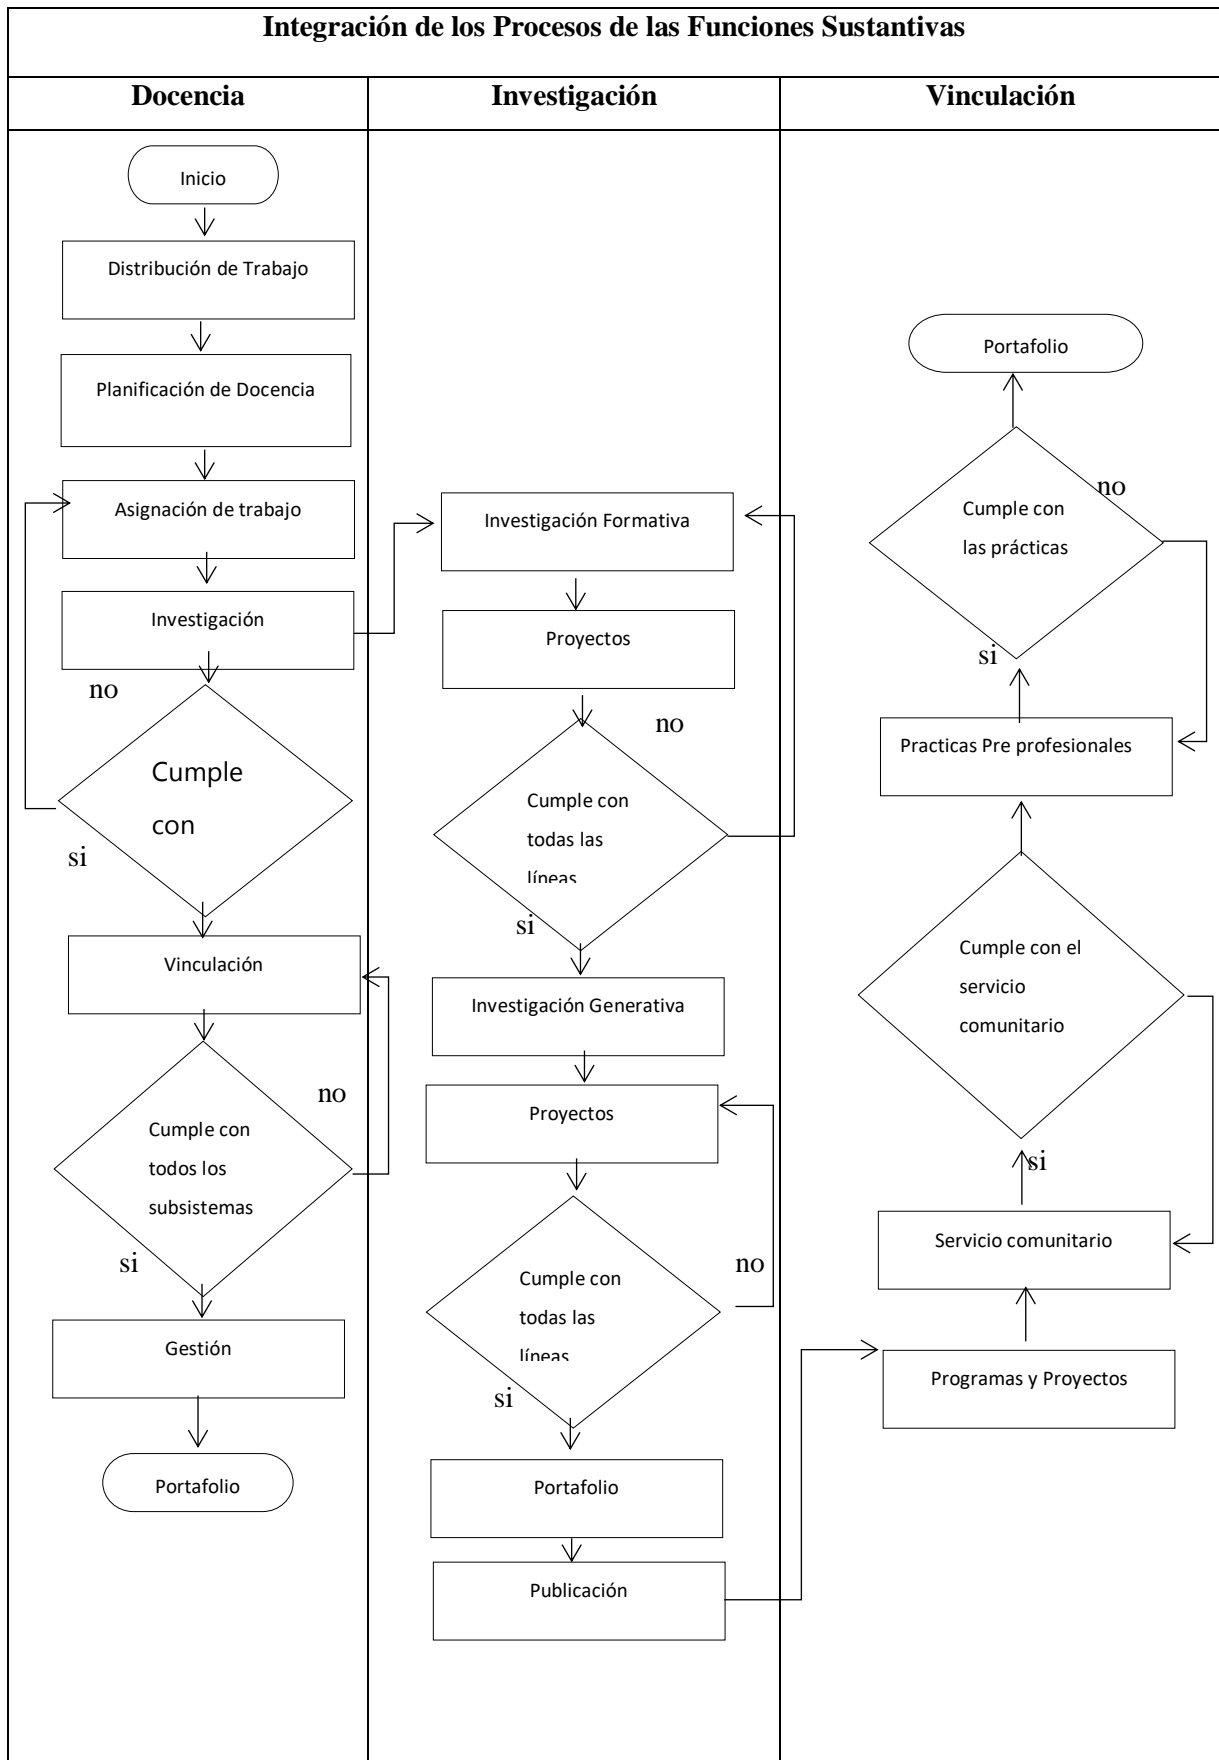 Integración de los Procesos de las Funciones Sustantivas
Docencia
Investigación
Vinculación
Inicio
Distribución de Trabajo
Planificación de Docencia
Asignación de trabajo
Investigación
no
Cumple
con
si
Vinculación
no
Cumple con
todos los
subsistemas
si
Gestión
Portafolio
Investigación Formativa
Proyectos
no
Cumple con
todas las
líneas
si
Investigación Generativa
Proyectos
no
Cumple con
todas las
líneas
si
Portafolio
Publicación
Portafolio
no
Cumple con
las prácticas
si
Practicas Pre profesionales
Cumple con el
servicio
comunitario
si
Servicio comunitario
Programas y Proyectos